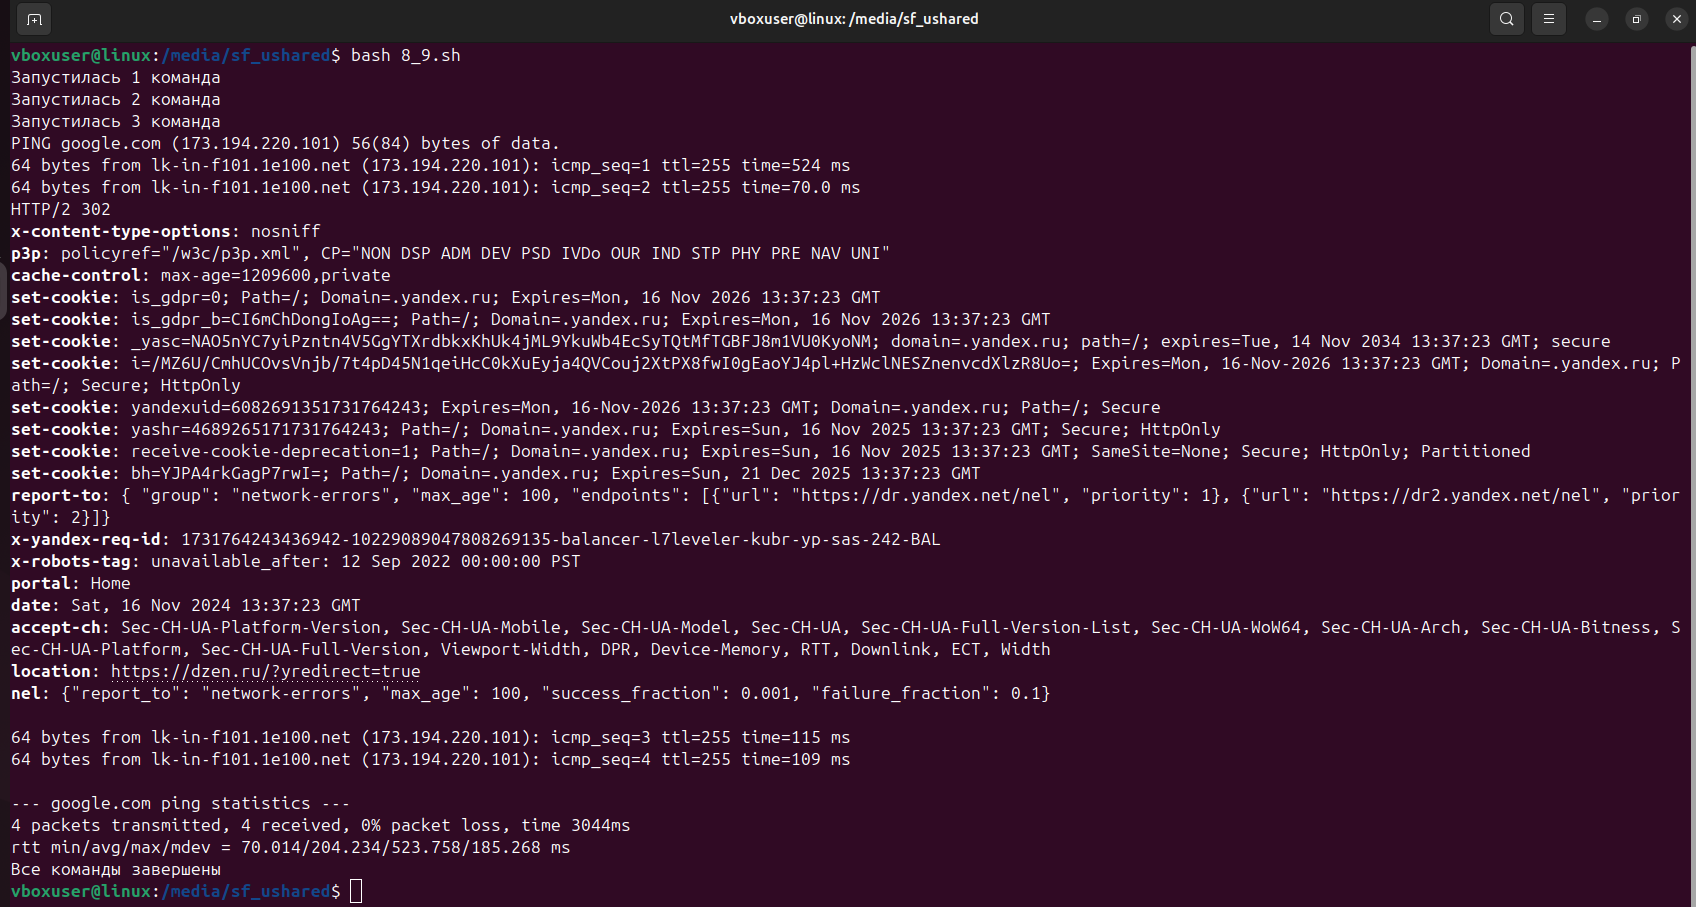 vboxuser@linux: /media/sf_ushared
vboxuser@linux:/media/sf_ushared$ bash 8_9.sh
Запустилась 1 команда
Запустилась 2 команда
Запустилась 3 команда
PING google.com (173.194.220.101) 56(84) bytes of data.
64 bytes from lk-in-f101.1e100.net (173.194.220.101): icmp_seq=1 ttl=255 time=524 ms
64 bytes from lk-in-f101.1e100.net (173.194.220.101): icmp_seq=2 ttl=255 time=70.0 ms
HTTP/2 302
x-content-type-options: nosniff
p3p: policyref="/w3c/p3p.xml", CP="NON DSP ADM DEV PSD IVDo OUR IND STP PHY PRE NAV UNI"
cache-control: max-age=1209600,private
set-cookie: is_gdpr=0; Path=/; Domain=.yandex.ru; Expires=Mon, 16 Nov 2026 13:37:23 GMT
set-cookie: is_gdpr_b=CI6mChDongIoAg==; Path=/; Domain=.yandex.ru; Expires=Mon, 16 Nov 2026 13:37:23 GMT
set-cookie: _yasc=NAO5nYC7yiPzntn4V5GgYTXrdbkxKhUk4jML9YkuWb4EcSyTQtMfTGBFJ8m1VU0KyoNM; domain=.yandex.ru; path=/; expires=Tue, 14 Nov 2034 13:37:23 GMT; secure
set-cookie: i=/MZ6U/CmhUCOvsVnjb/7t4pD45N1qeiHcC0kXuEyja4QVCouj2XtPX8fwI0gEaoYJ4pl+HzWclNESZnenvcdXlzR8Uo=; Expires=Mon, 16-Nov-2026 13:37:23 GMT; Domain=.yandex.ru; P
ath=/; Secure; HttpOnly
set-cookie: yandexuid=6082691351731764243; Expires=Mon, 16-Nov-2026 13:37:23 GMT; Domain=.yandex.ru; Path=/; Secure
set-cookie: yashr=4689265171731764243; Path=/; Domain=.yandex.ru; Expires=Sun, 16 Nov 2025 13:37:23 GMT; Secure; HttpOnly
set-cookie: receive-cookie-deprecation=1; Path=/; Domain=.yandex.ru; Expires=Sun, 16 Nov 2025 13:37:23 GMT; SameSite=None; Secure; HttpOnly; Partitioned
set-cookie: bh=YJPA4rkGagP7rwI=; Path=/; Domain=.yandex.ru; Expires=Sun, 21 Dec 2025 13:37:23 GMT
report-to: { "group": "network-errors", "max_age": 100, "endpoints": [{"url": "https://dr.yandex.net/nel", "priority": 1}, {"url": "https://dr2.yandex.net/nel", "prior
ity": 2}]}
x-yandex-req-id: 1731764243436942-10229089047808269135-balancer-l7leveler-kubr-yp-sas-242-BAL
x-robots-tag: unavailable_after: 12 Sep 2022 00:00:00 PST
portal: Home
date: Sat, 16 Nov 2024 13:37:23 GMT
accept-ch: Sec-CH-UA-Platform-Version, Sec-CH-UA-Mobile, Sec-CH-UA-Model, Sec-CH-UA, Sec-CH-UA-Full-Version-List, Sec-CH-UA-WoW64, Sec-CH-UA-Arch, Sec-CH-UA-Bitness, S
ec-CH-UA-Platform, Sec-CH-UA-Full-Version, Viewport-Width, DPR, Device-Memory, RTT, Downlink, ECT, Width
location: https://dzen.ru/?yredirect=true
nel: {"report_to": "network-errors", "max_age": 100, "success_fraction": 0.001, "failure_fraction": 0.1}
64 bytes from lk-in-f101.1e100.net (173.194.220.101): icmp_seq=3 ttl=255 time=115 ms
64 bytes from lk-in-f101.1e100.net (173.194.220.101): icmp_seq=4 ttl=255 time=109 ms
--- google.com ping statistics ---
4 packets transmitted, 4 received, 0% packet loss, time 3044ms
rtt min/avg/max/mdev = 70.014/204.234/523.758/185.268 ms
Все команды завершены
vboxuser@linux:/media/sf_ushared$